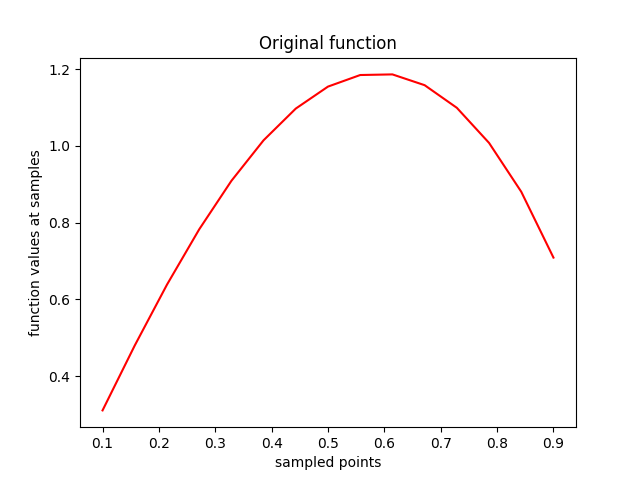 Original function
1.2
1.0
0.8
0.6
0.4
function values at samples
0.1 0.2 0.3 0.4 0.5 0.6 0.7 0.8 0.9
sampled points